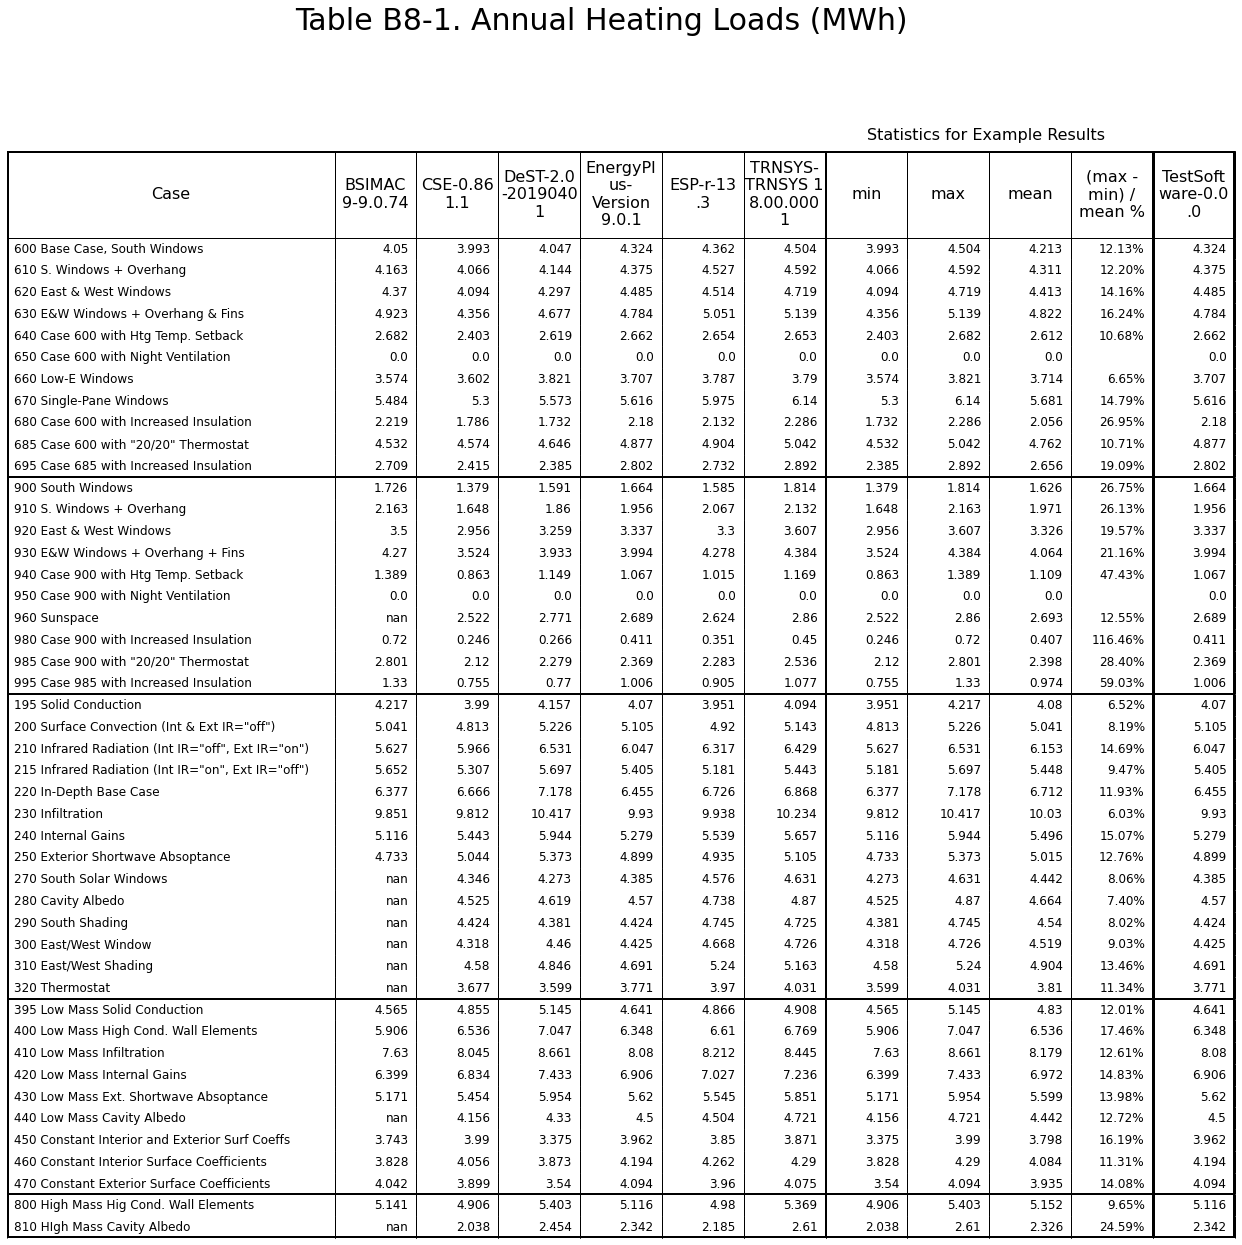 Table B8-1. Annual Heating Loads (MWh)
Statistics for Example Results
Case BSIMAC 9-9.0.74 CSE-0.86 1.1 DeST-2.0 -2019040 1 EnergyPl us- Version 9.0.1 ESP-r-13 .3 TRNSYS- TRNSYS 1 8.00.000 1 min max mean (max - min) / mean % TestSoft ware-0.0 .0
600 Base Case, South Windows 4.05 3.993 4.047 4.324 4.362 4.504 3.993 4.504 4.213 12.13% 4.324
610 S. Windows + Overhang 4.163 4.066 4.144 4.375 4.527 4.592 4.066 4.592 4.311 12.20% 4.375
620 East & West Windows 4.37 4.094 4.297 4.485 4.514 4.719 4.094 4.719 4.413 14.16% 4.485
630 E&W Windows + Overhang & Fins 4.923 4.356 4.677 4.784 5.051 5.139 4.356 5.139 4.822 16.24% 4.784
640 Case 600 with Htg Temp. Setback 2.682 2.403 2.619 2.662 2.654 2.653 2.403 2.682 2.612 10.68% 2.662
650 Case 600 with Night Ventilation 0.0 0.0 0.0 0.0 0.0 0.0 0.0 0.0 0.0 0.0
660 Low-E Windows 3.574 3.602 3.821 3.707 3.787 3.79 3.574 3.821 3.714 6.65% 3.707
670 Single-Pane Windows 5.484 5.3 5.573 5.616 5.975 6.14 5.3 6.14 5.681 14.79% 5.616
680 Case 600 with Increased Insulation 2.219 1.786 1.732 2.18 2.132 2.286 1.732 2.286 2.056 26.95% 2.18
685 Case 600 with "20/20" Thermostat 4.532 4.574 4.646 4.877 4.904 5.042 4.532 5.042 4.762 10.71% 4.877
695 Case 685 with Increased Insulation 2.709 2.415 2.385 2.802 2.732 2.892 2.385 2.892 2.656 19.09% 2.802
900 South Windows 1.726 1.379 1.591 1.664 1.585 1.814 1.379 1.814 1.626 26.75% 1.664
910 S. Windows + Overhang 2.163 1.648 1.86 1.956 2.067 2.132 1.648 2.163 1.971 26.13% 1.956
920 East & West Windows 3.5 2.956 3.259 3.337 3.3 3.607 2.956 3.607 3.326 19.57% 3.337
930 E&W Windows + Overhang + Fins 4.27 3.524 3.933 3.994 4.278 4.384 3.524 4.384 4.064 21.16% 3.994
940 Case 900 with Htg Temp. Setback 1.389 0.863 1.149 1.067 1.015 1.169 0.863 1.389 1.109 47.43% 1.067
950 Case 900 with Night Ventilation 0.0 0.0 0.0 0.0 0.0 0.0 0.0 0.0 0.0 0.0
960 Sunspace nan 2.522 2.771 2.689 2.624 2.86 2.522 2.86 2.693 12.55% 2.689
980 Case 900 with Increased Insulation 0.72 0.246 0.266 0.411 0.351 0.45 0.246 0.72 0.407 116.46% 0.411
985 Case 900 with "20/20" Thermostat 2.801 2.12 2.279 2.369 2.283 2.536 2.12 2.801 2.398 28.40% 2.369
995 Case 985 with Increased Insulation 1.33 0.755 0.77 1.006 0.905 1.077 0.755 1.33 0.974 59.03% 1.006
195 Solid Conduction 4.217 3.99 4.157 4.07 3.951 4.094 3.951 4.217 4.08 6.52% 4.07
200 Surface Convection (Int & Ext IR="off") 5.041 4.813 5.226 5.105 4.92 5.143 4.813 5.226 5.041 8.19% 5.105
210 Infrared Radiation (Int IR="off", Ext IR="on") 5.627 5.966 6.531 6.047 6.317 6.429 5.627 6.531 6.153 14.69% 6.047
215 Infrared Radiation (Int IR="on", Ext IR="off") 5.652 5.307 5.697 5.405 5.181 5.443 5.181 5.697 5.448 9.47% 5.405
220 In-Depth Base Case 6.377 6.666 7.178 6.455 6.726 6.868 6.377 7.178 6.712 11.93% 6.455
230 Infiltration 9.851 9.812 10.417 9.93 9.938 10.234 9.812 10.417 10.03 6.03% 9.93
240 Internal Gains 5.116 5.443 5.944 5.279 5.539 5.657 5.116 5.944 5.496 15.07% 5.279
250 Exterior Shortwave Absoptance 4.733 5.044 5.373 4.899 4.935 5.105 4.733 5.373 5.015 12.76% 4.899
270 South Solar Windows nan 4.346 4.273 4.385 4.576 4.631 4.273 4.631 4.442 8.06% 4.385
280 Cavity Albedo nan 4.525 4.619 4.57 4.738 4.87 4.525 4.87 4.664 7.40% 4.57
290 South Shading nan 4.424 4.381 4.424 4.745 4.725 4.381 4.745 4.54 8.02% 4.424
300 East/West Window nan 4.318 4.46 4.425 4.668 4.726 4.318 4.726 4.519 9.03% 4.425
310 East/West Shading nan 4.58 4.846 4.691 5.24 5.163 4.58 5.24 4.904 13.46% 4.691
320 Thermostat nan 3.677 3.599 3.771 3.97 4.031 3.599 4.031 3.81 11.34% 3.771
395 Low Mass Solid Conduction 4.565 4.855 5.145 4.641 4.866 4.908 4.565 5.145 4.83 12.01% 4.641
400 Low Mass High Cond. Wall Elements 5.906 6.536 7.047 6.348 6.61 6.769 5.906 7.047 6.536 17.46% 6.348
410 Low Mass Infiltration 7.63 8.045 8.661 8.08 8.212 8.445 7.63 8.661 8.179 12.61% 8.08
420 Low Mass Internal Gains 6.399 6.834 7.433 6.906 7.027 7.236 6.399 7.433 6.972 14.83% 6.906
430 Low Mass Ext. Shortwave Absoptance 5.171 5.454 5.954 5.62 5.545 5.851 5.171 5.954 5.599 13.98% 5.62
440 Low Mass Cavity Albedo nan 4.156 4.33 4.5 4.504 4.721 4.156 4.721 4.442 12.72% 4.5
450 Constant Interior and Exterior Surf Coeffs 3.743 3.99 3.375 3.962 3.85 3.871 3.375 3.99 3.798 16.19% 3.962
460 Constant Interior Surface Coefficients 3.828 4.056 3.873 4.194 4.262 4.29 3.828 4.29 4.084 11.31% 4.194
470 Constant Exterior Surface Coefficients 4.042 3.899 3.54 4.094 3.96 4.075 3.54 4.094 3.935 14.08% 4.094
800 High Mass Hig Cond. Wall Elements 5.141 4.906 5.403 5.116 4.98 5.369 4.906 5.403 5.152 9.65% 5.116
810 HIgh Mass Cavity Albedo nan 2.038 2.454 2.342 2.185 2.61 2.038 2.61 2.326 24.59% 2.342